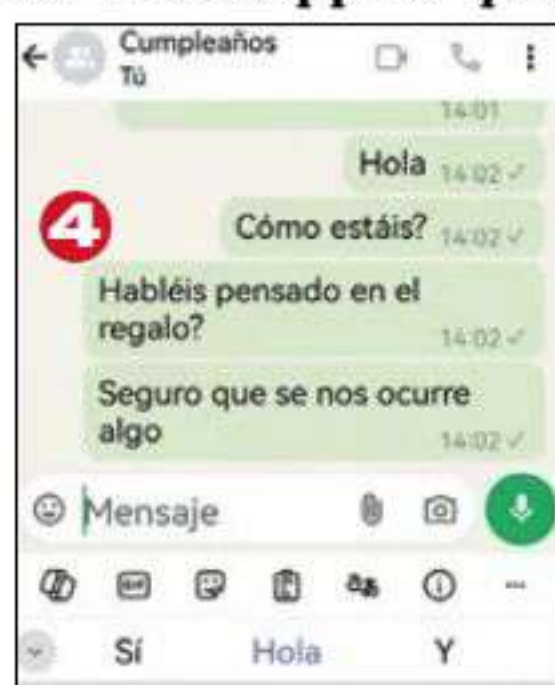 Cumpleaños
Tú
14:01
Hola 14:02
4
Cómo estáis? 14:02
Habléis pensado en el
regalo? 14:02
Seguro que se nos ocurre
algo 14:02
Mensaje
GIF
Sí Hola Y